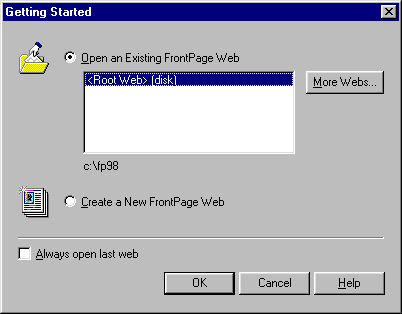 Getting Started
Open an Existing FrontPage Web
<Root Web> (disk)
More Webs...
c:\fp98
Create a New FrontPage Web
Always open last web
OK
Cancel
Help